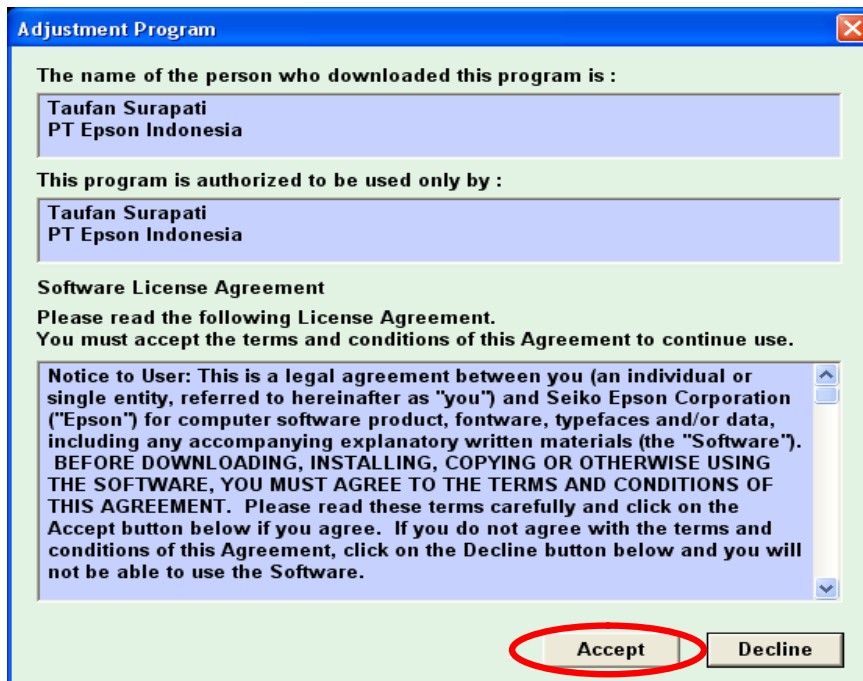 Adjustment Program
The name of the person who downloaded this program is :
Taufan Surapati
PT Epson Indonesia
This program is authorized to be used only by :
Taufan Surapati
PT Epson Indonesia
Software License Agreement
Please read the following License Agreement.
You must accept the terms and conditions of this Agreement to continue use.
Notice to User: This is a legal agreement between you (an individual or
single entity, referred to hereinafter as "you") and Seiko Epson Corporation
("Epson") for computer software product, fontware, typefaces and/or data,
including any accompanying explanatory written materials (the "Software").
BEFORE DOWNLOADING, INSTALLING, COPYING OR OTHERWISE USING
THE SOFTWARE, YOU MUST AGREE TO THE TERMS AND CONDITIONS OF
THIS AGREEMENT.  Please read these terms carefully and click on the
Accept button below if you agree.  If you do not agree with the terms and
conditions of this Agreement, click on the Decline button below and you will
not be able to use the Software.
Accept
Decline